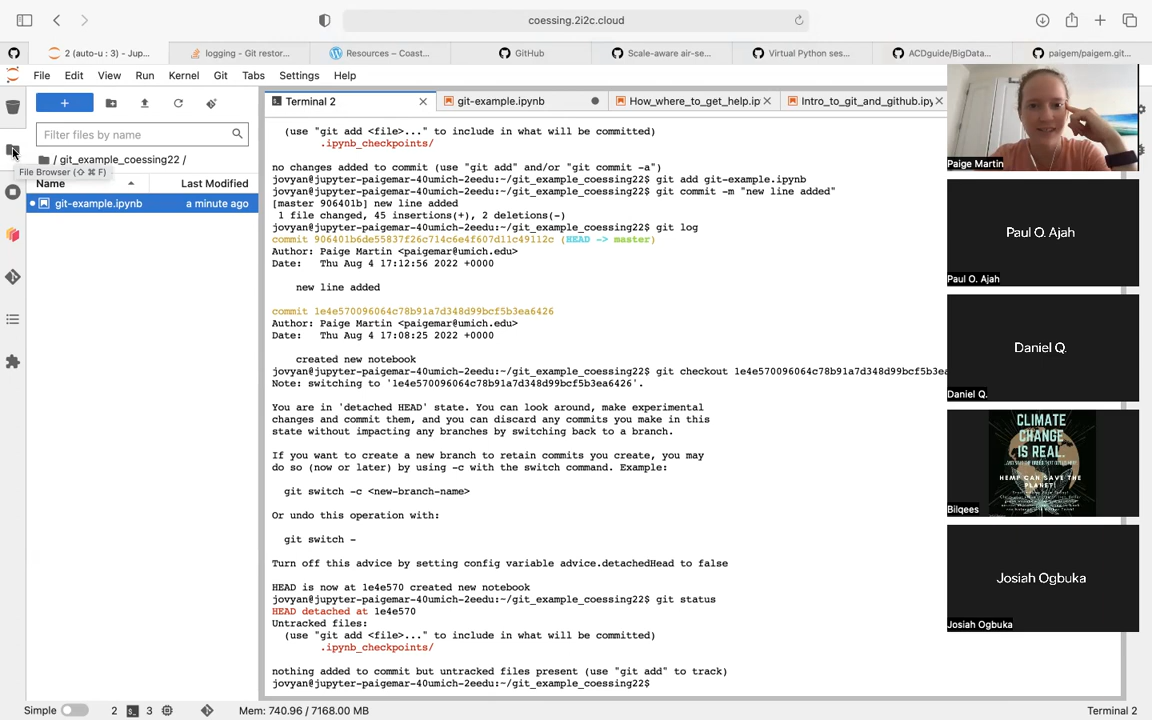 coessing.2i2c.cloud
2 (auto-u : 3) - Jup...
logging - Git restor...
Resources – Coast...
GitHub
Scale-aware air-se...
Virtual Python ses...
ACDguide/BigData...
paigem/paigem.git...
File Edit View Run Kernel Git Tabs Settings Help
Filter files by name
/ git_example_coessing22 /
File Browser (⇧ ⌘ F)
Name Last Modified
git-example.ipynb a minute ago
Terminal 2
git-example.ipynb
How_where_to_get_help.ip
Intro_to_git_and_github.ipy
(use "git add <file>..." to include in what will be committed)
.ipynb_checkpoints/
no changes added to commit (use "git add" and/or "git commit -a")
jovyan@jupyter-paigemar-40umich-2eedu:~/git_example_coessing22$ git add git-example.ipynb
jovyan@jupyter-paigemar-40umich-2eedu:~/git_example_coessing22$ git commit -m "new line added"
[master 906401b] new line added
1 file changed, 45 insertions(+), 2 deletions(-)
jovyan@jupyter-paigemar-40umich-2eedu:~/git_example_coessing22$ git log
commit 906401b6de55837f26c714c6e4f607d11c49112c (HEAD -> master)
Author: Paige Martin <paigemar@umich.edu>
Date: Thu Aug 4 17:12:56 2022 +0000
new line added
commit 1e4e570096064c78b91a7d348d99bcf5b3ea6426
Author: Paige Martin <paigemar@umich.edu>
Date: Thu Aug 4 17:08:25 2022 +0000
created new notebook
jovyan@jupyter-paigemar-40umich-2eedu:~/git_example_coessing22$ git checkout 1e4e570096064c78b91a7d348d99bcf5b3ea
Note: switching to '1e4e570096064c78b91a7d348d99bcf5b3ea6426'.
You are in 'detached HEAD' state. You can look around, make experimental
changes and commit them, and you can discard any commits you make in this
state without impacting any branches by switching back to a branch.
If you want to create a new branch to retain commits you create, you may
do so (now or later) by using -c with the switch command. Example:
git switch -c <new-branch-name>
Or undo this operation with:
git switch -
Turn off this advice by setting config variable advice.detachedHead to false
HEAD is now at 1e4e570 created new notebook
jovyan@jupyter-paigemar-40umich-2eedu:~/git_example_coessing22$ git status
HEAD detached at 1e4e570
Untracked files:
(use "git add <file>..." to include in what will be committed)
.ipynb_checkpoints/
nothing added to commit but untracked files present (use "git add" to track)
jovyan@jupyter-paigemar-40umich-2eedu:~/git_example_coessing22$
Paige Martin
Paul O. Ajah
Paul O. Ajah
Daniel Q.
Daniel Q.
CLIMATE
CHANGE
IS REAL.
HEMP CAN SAVE THE
PLANET!
Bilqees
Josiah Ogbuka
Josiah Ogbuka
Simple 2 3 Mem: 740.96 / 7168.00 MB Terminal 2